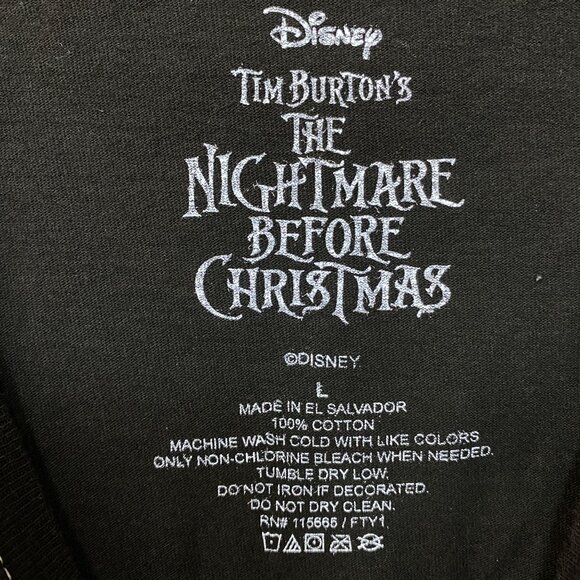 Disney
TIM BURTON'S
THE
NIGHTMARE
BEFORE
CHRISTMAS
©DISNEY
L
MADE IN EL SALVADOR
100% COTTON
MACHINE WASH COLD WITH LIKE COLORS
ONLY NON-CHLORINE BLEACH WHEN NEEDED.
TUMBLE DRY LOW.
DO NOT IRON IF DECORATED.
DO NOT DRY CLEAN.
RN# 115665 / FTY1